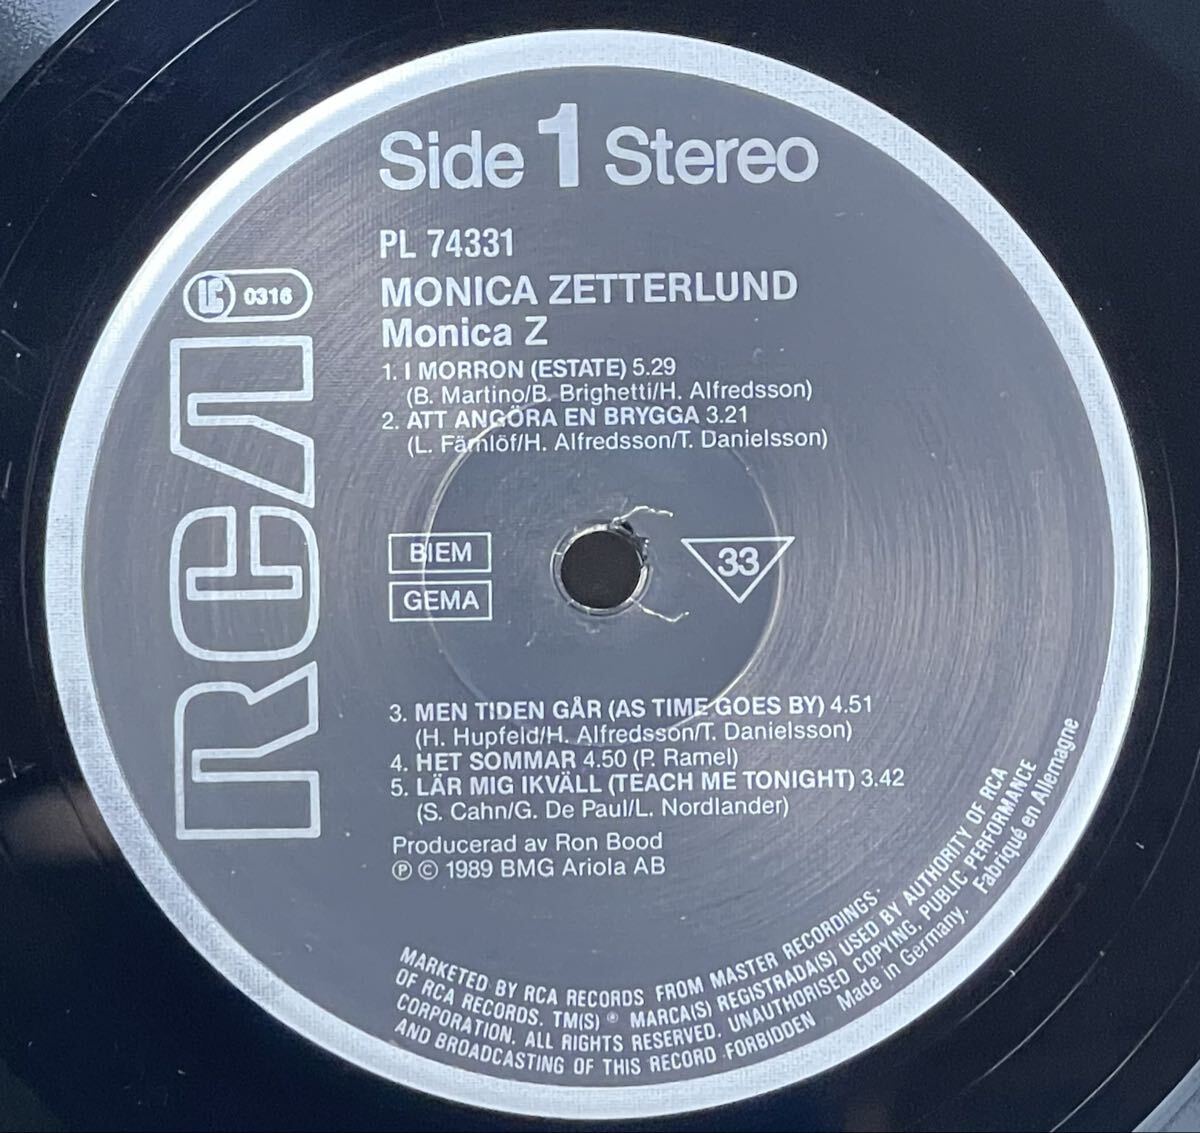 Side 1 Stereo
PL 74331
MONICA ZETTERLUND
Monica Z
LC 0316
RCA
1. I MORRON (ESTATE) 5.29
(B. Martino/B. Brighetti/H. Alfredsson)
2. ATT ANGÖRA EN BRYGGA 3.21
(L. Färnlöf/H. Alfredsson/T. Danielsson)
BIEM
GEMA
33
3. MEN TIDEN GÅR (AS TIME GOES BY) 4.51
(H. Hupfeld/H. Alfredsson/T. Danielsson)
4. HET SOMMAR 4.50 (P. Ramel)
5. LÄR MIG IKVÄLL (TEACH ME TONIGHT) 3.42
(S. Cahn/G. De Paul/L. Nordlander)
Producerad av Ron Bood
℗ © 1989 BMG Ariola AB
MARKETED BY RCA RECORDS FROM MASTER RECORDINGS
OF RCA RECORDS. TM(S) ® MARCA(S) REGISTRADA(S) USED BY AUTHORITY OF RCA
CORPORATION. ALL RIGHTS RESERVED. UNAUTHORISED COPYING, PUBLIC PERFORMANCE
AND BROADCASTING OF THIS RECORD FORBIDDEN Made in Germany. Fabriqué en Allemagne